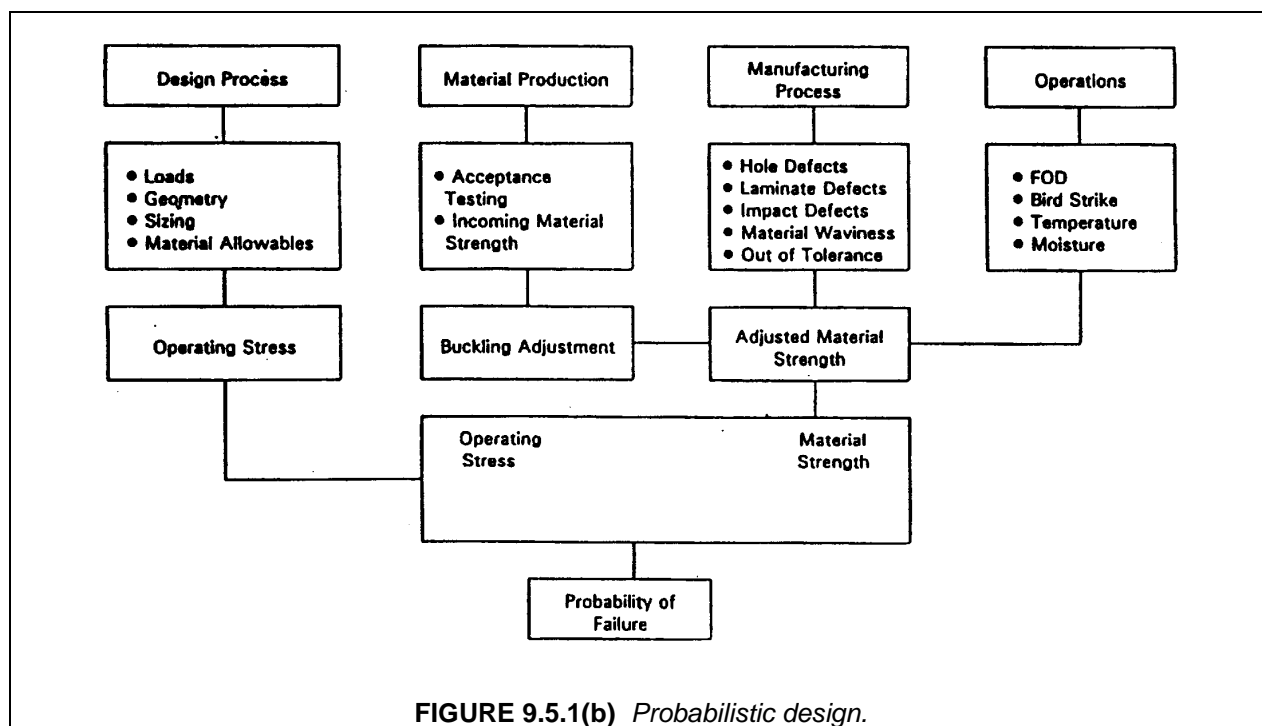 Design Process
Material Production
Manufacturing
Process
Operations
● Loads
● Geometry
● Sizing
● Material Allowables
● Acceptance
Testing
● Incoming Material
Strength
● Hole Defects
● Laminate Defects
● Impact Defects
● Material Waviness
● Out of Tolerance
● FOD
● Bird Strike
● Temperature
● Moisture
Operating Stress
Buckling Adjustment
Adjusted Material
Strength
Operating
Stress
Material
Strength
Probability of
Failure
FIGURE 9.5.1(b) Probabilistic design.